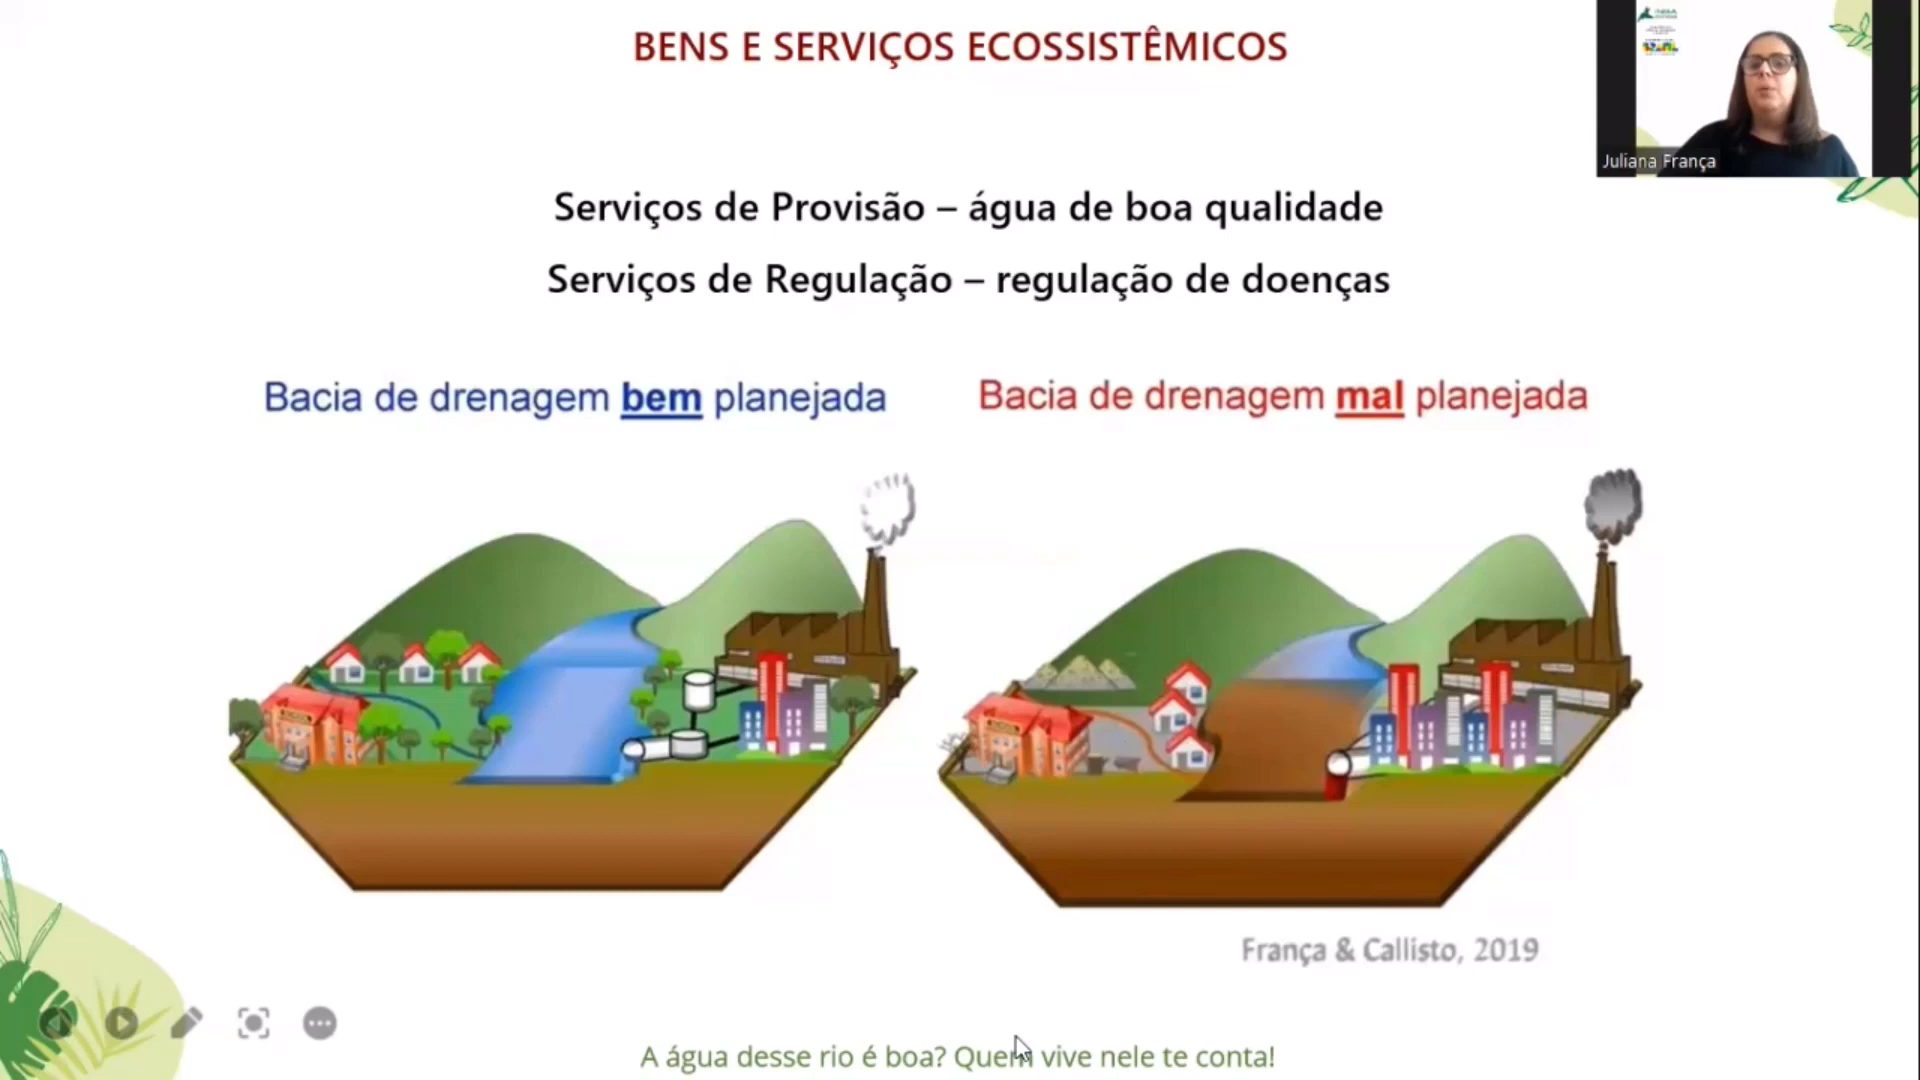 BENS E SERVIÇOS ECOSSISTÊMICOS
Juliana França
Serviços de Provisão – água de boa qualidade
Serviços de Regulação – regulação de doenças
Bacia de drenagem bem planejada
Bacia de drenagem mal planejada
França & Callisto, 2019
A água desse rio é boa? Quem vive nele te conta!